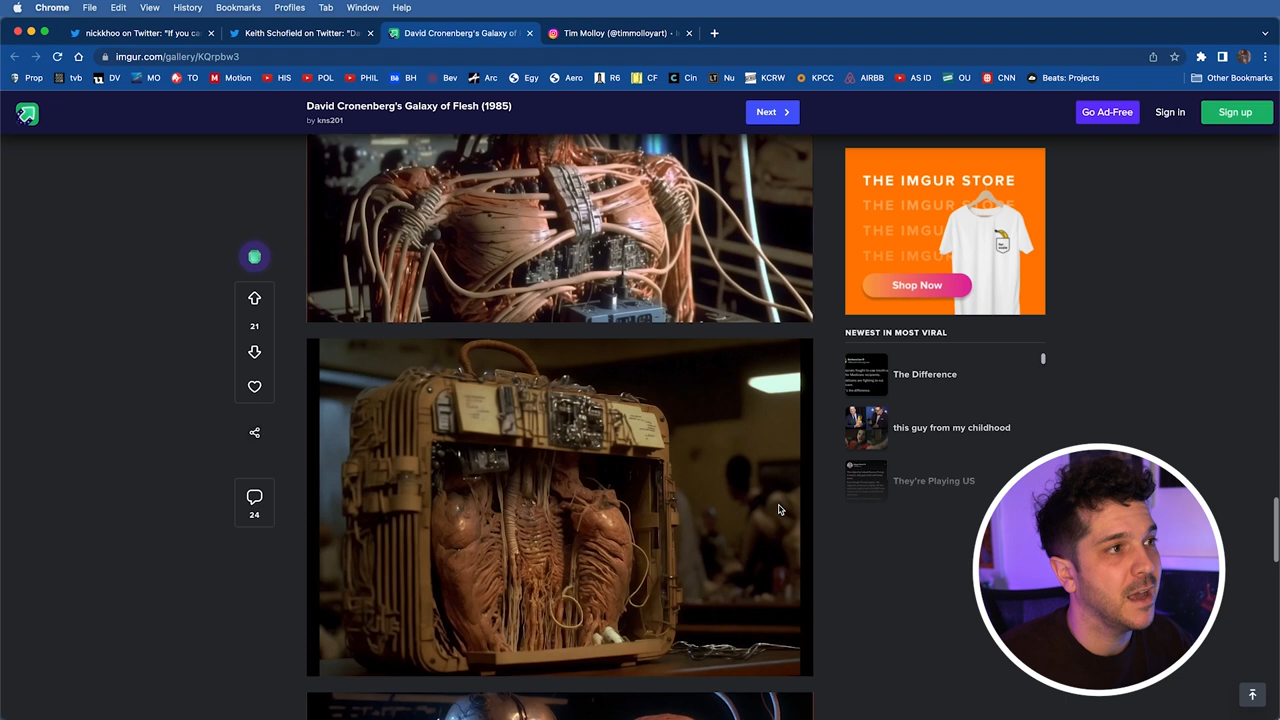 Chrome File Edit View History Bookmarks Profiles Tab Window Help
nickkhoo on Twitter: "If you ca
Keith Schofield on Twitter: "Da
David Cronenberg's Galaxy of F
Tim Molloy (@timmolloyart) •
imgur.com/gallery/KQrpbw3
Prop tvb DV MO TO Motion HIS POL PHIL BH Bev Arc Egy Aero R6 CF Cin Nu KCRW KPCC AIRBB AS ID OU CNN Beats: Projects Other Bookmarks
David Cronenberg's Galaxy of Flesh (1985)
by kns201
Next
Go Ad-Free
Sign in
Sign up
21
24
THE IMGUR STORE
THE IMGUR STORE
THE IMGUR
THE IMGUR
Shop Now
NEWEST IN MOST VIRAL
The Difference
this guy from my childhood
They're Playing US